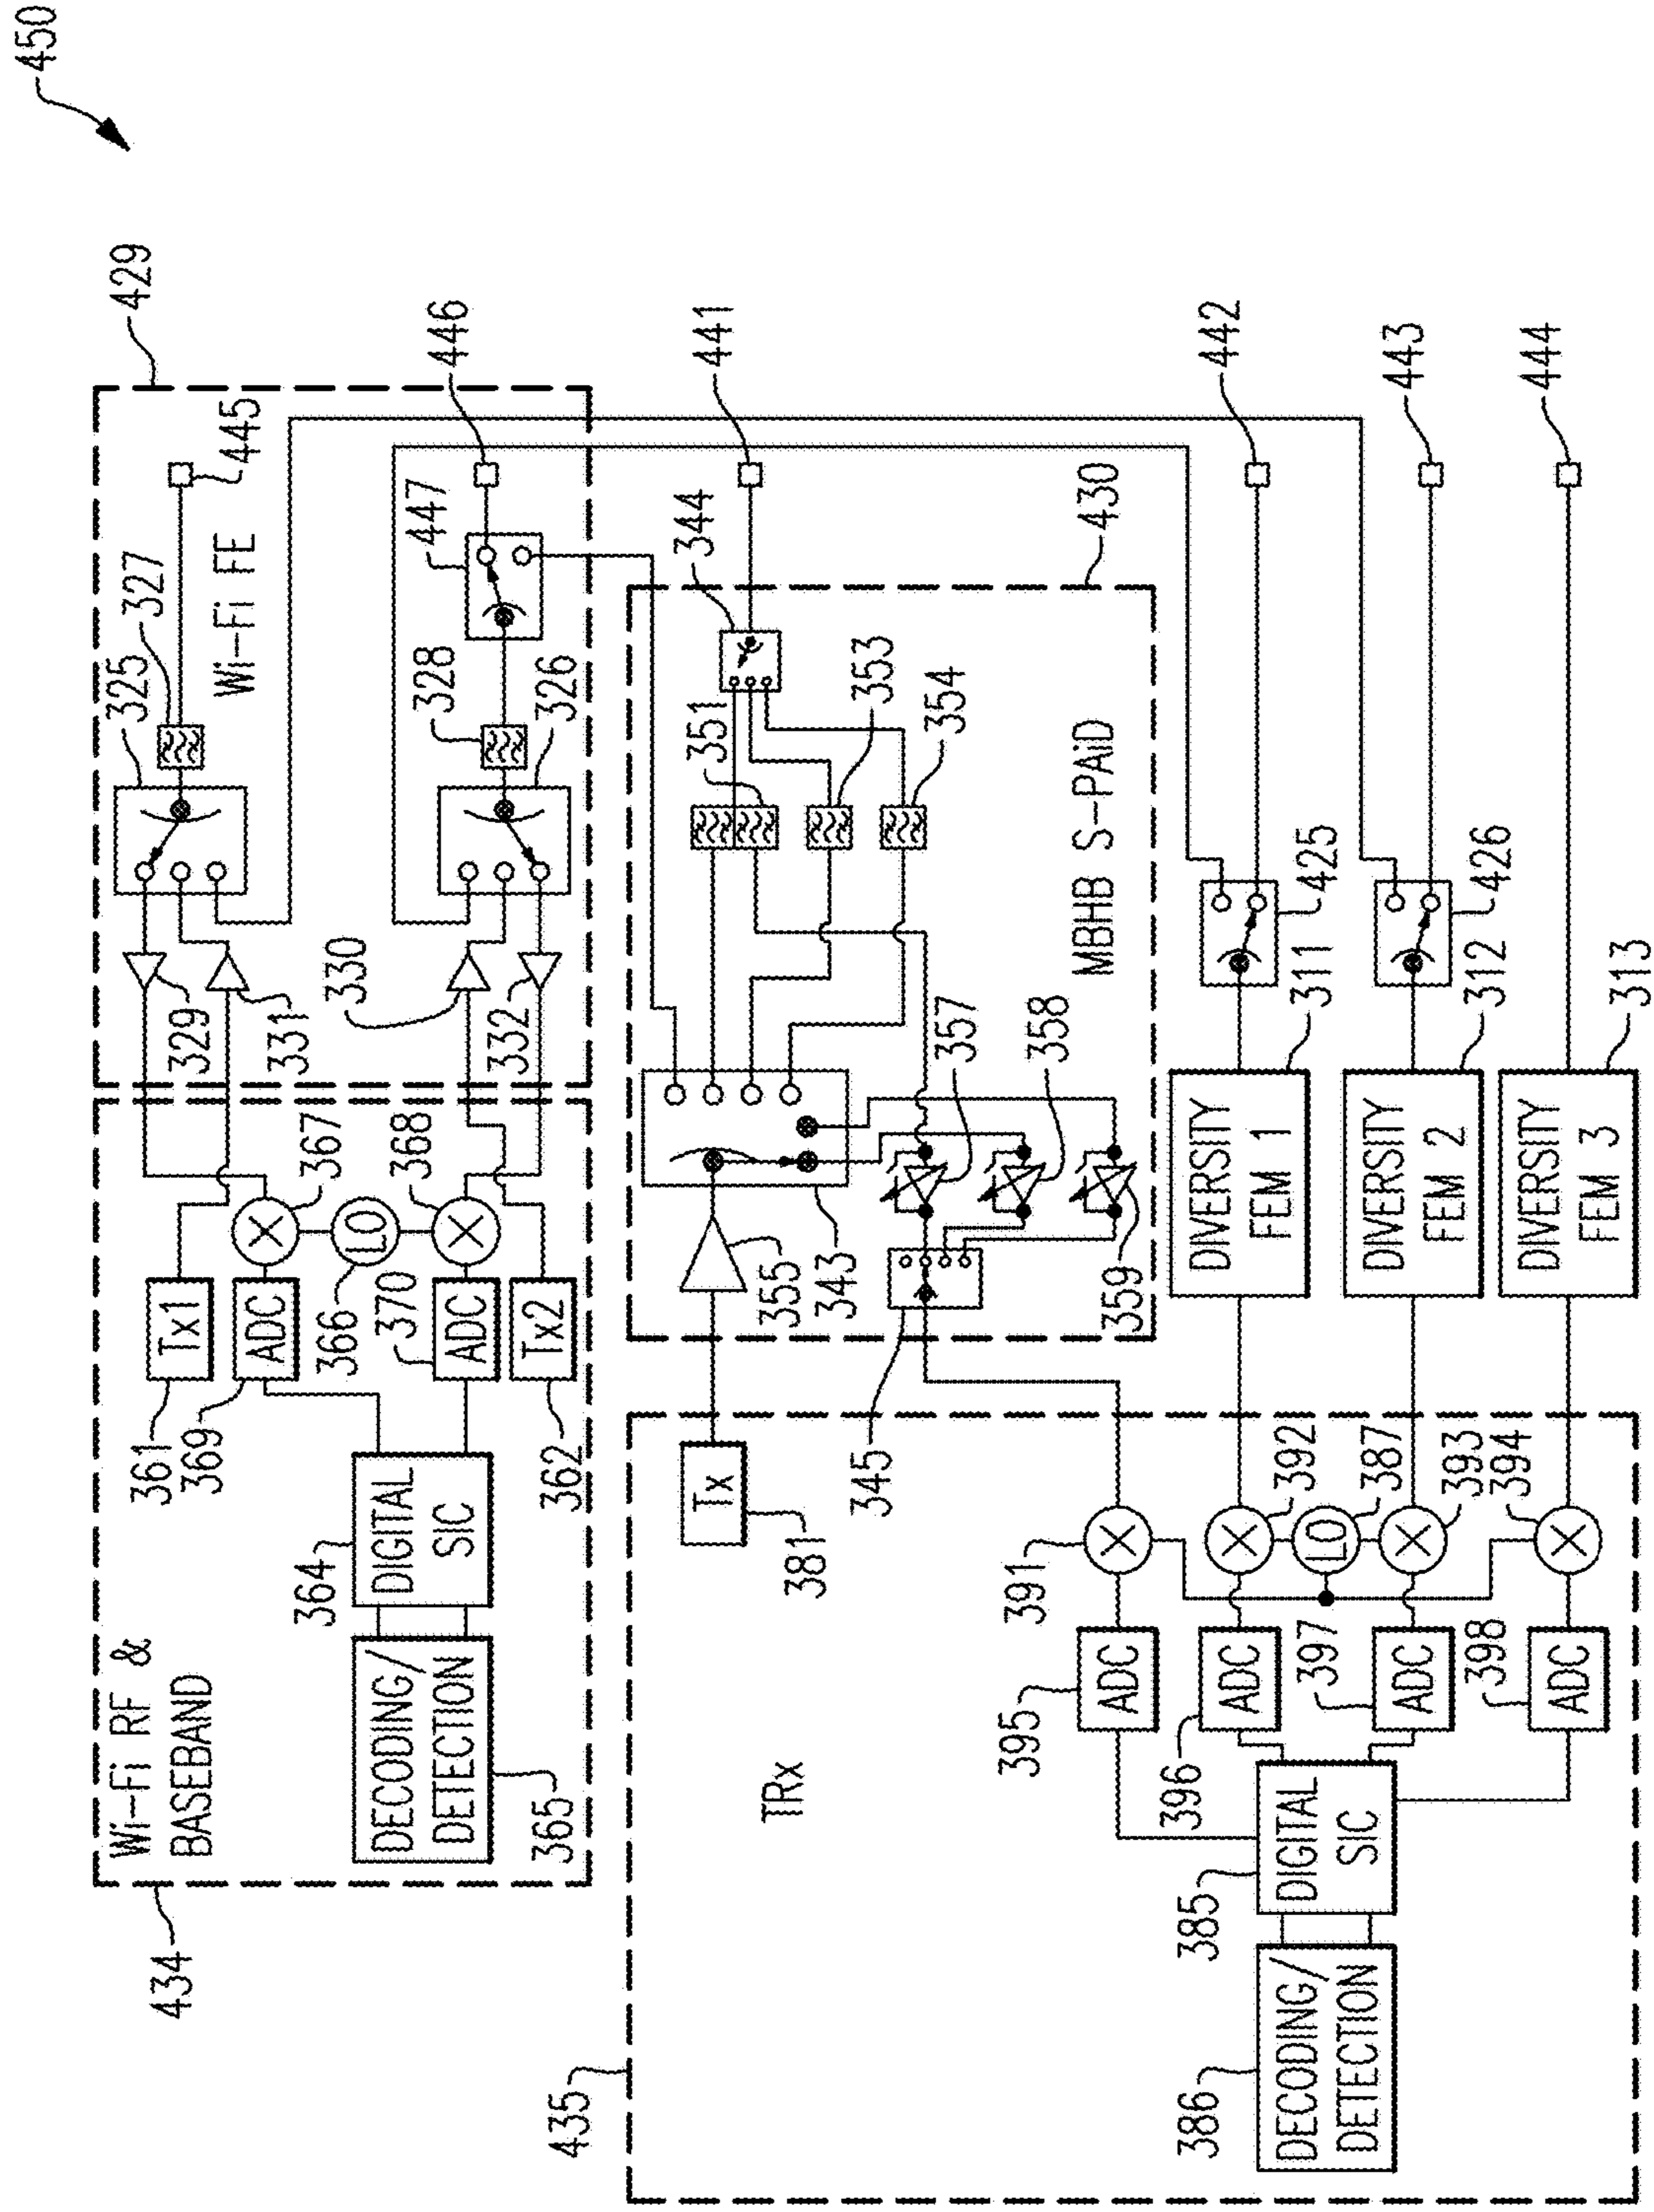 450
434
Wi-Fi RF &
BASEBAND
361
Tx1
369
ADC
367
366
LO
364
DIGITAL
SIC
365
DECODING/
DETECTION
370
ADC
368
362
Tx2
429
Wi-Fi FE
325
327
445
329
331
330
332
328
326
447
446
441
430
MBHB S-PAiD
344
351
353
354
355
343
345
357
358
359
435
TRx
Tx
381
391
392
387
LO
393
394
395
ADC
396
ADC
397
ADC
398
ADC
385
DIGITAL
SIC
386
DECODING/
DETECTION
DIVERSITY
FEM 1
311
425
442
DIVERSITY
FEM 2
312
426
443
DIVERSITY
FEM 3
313
444